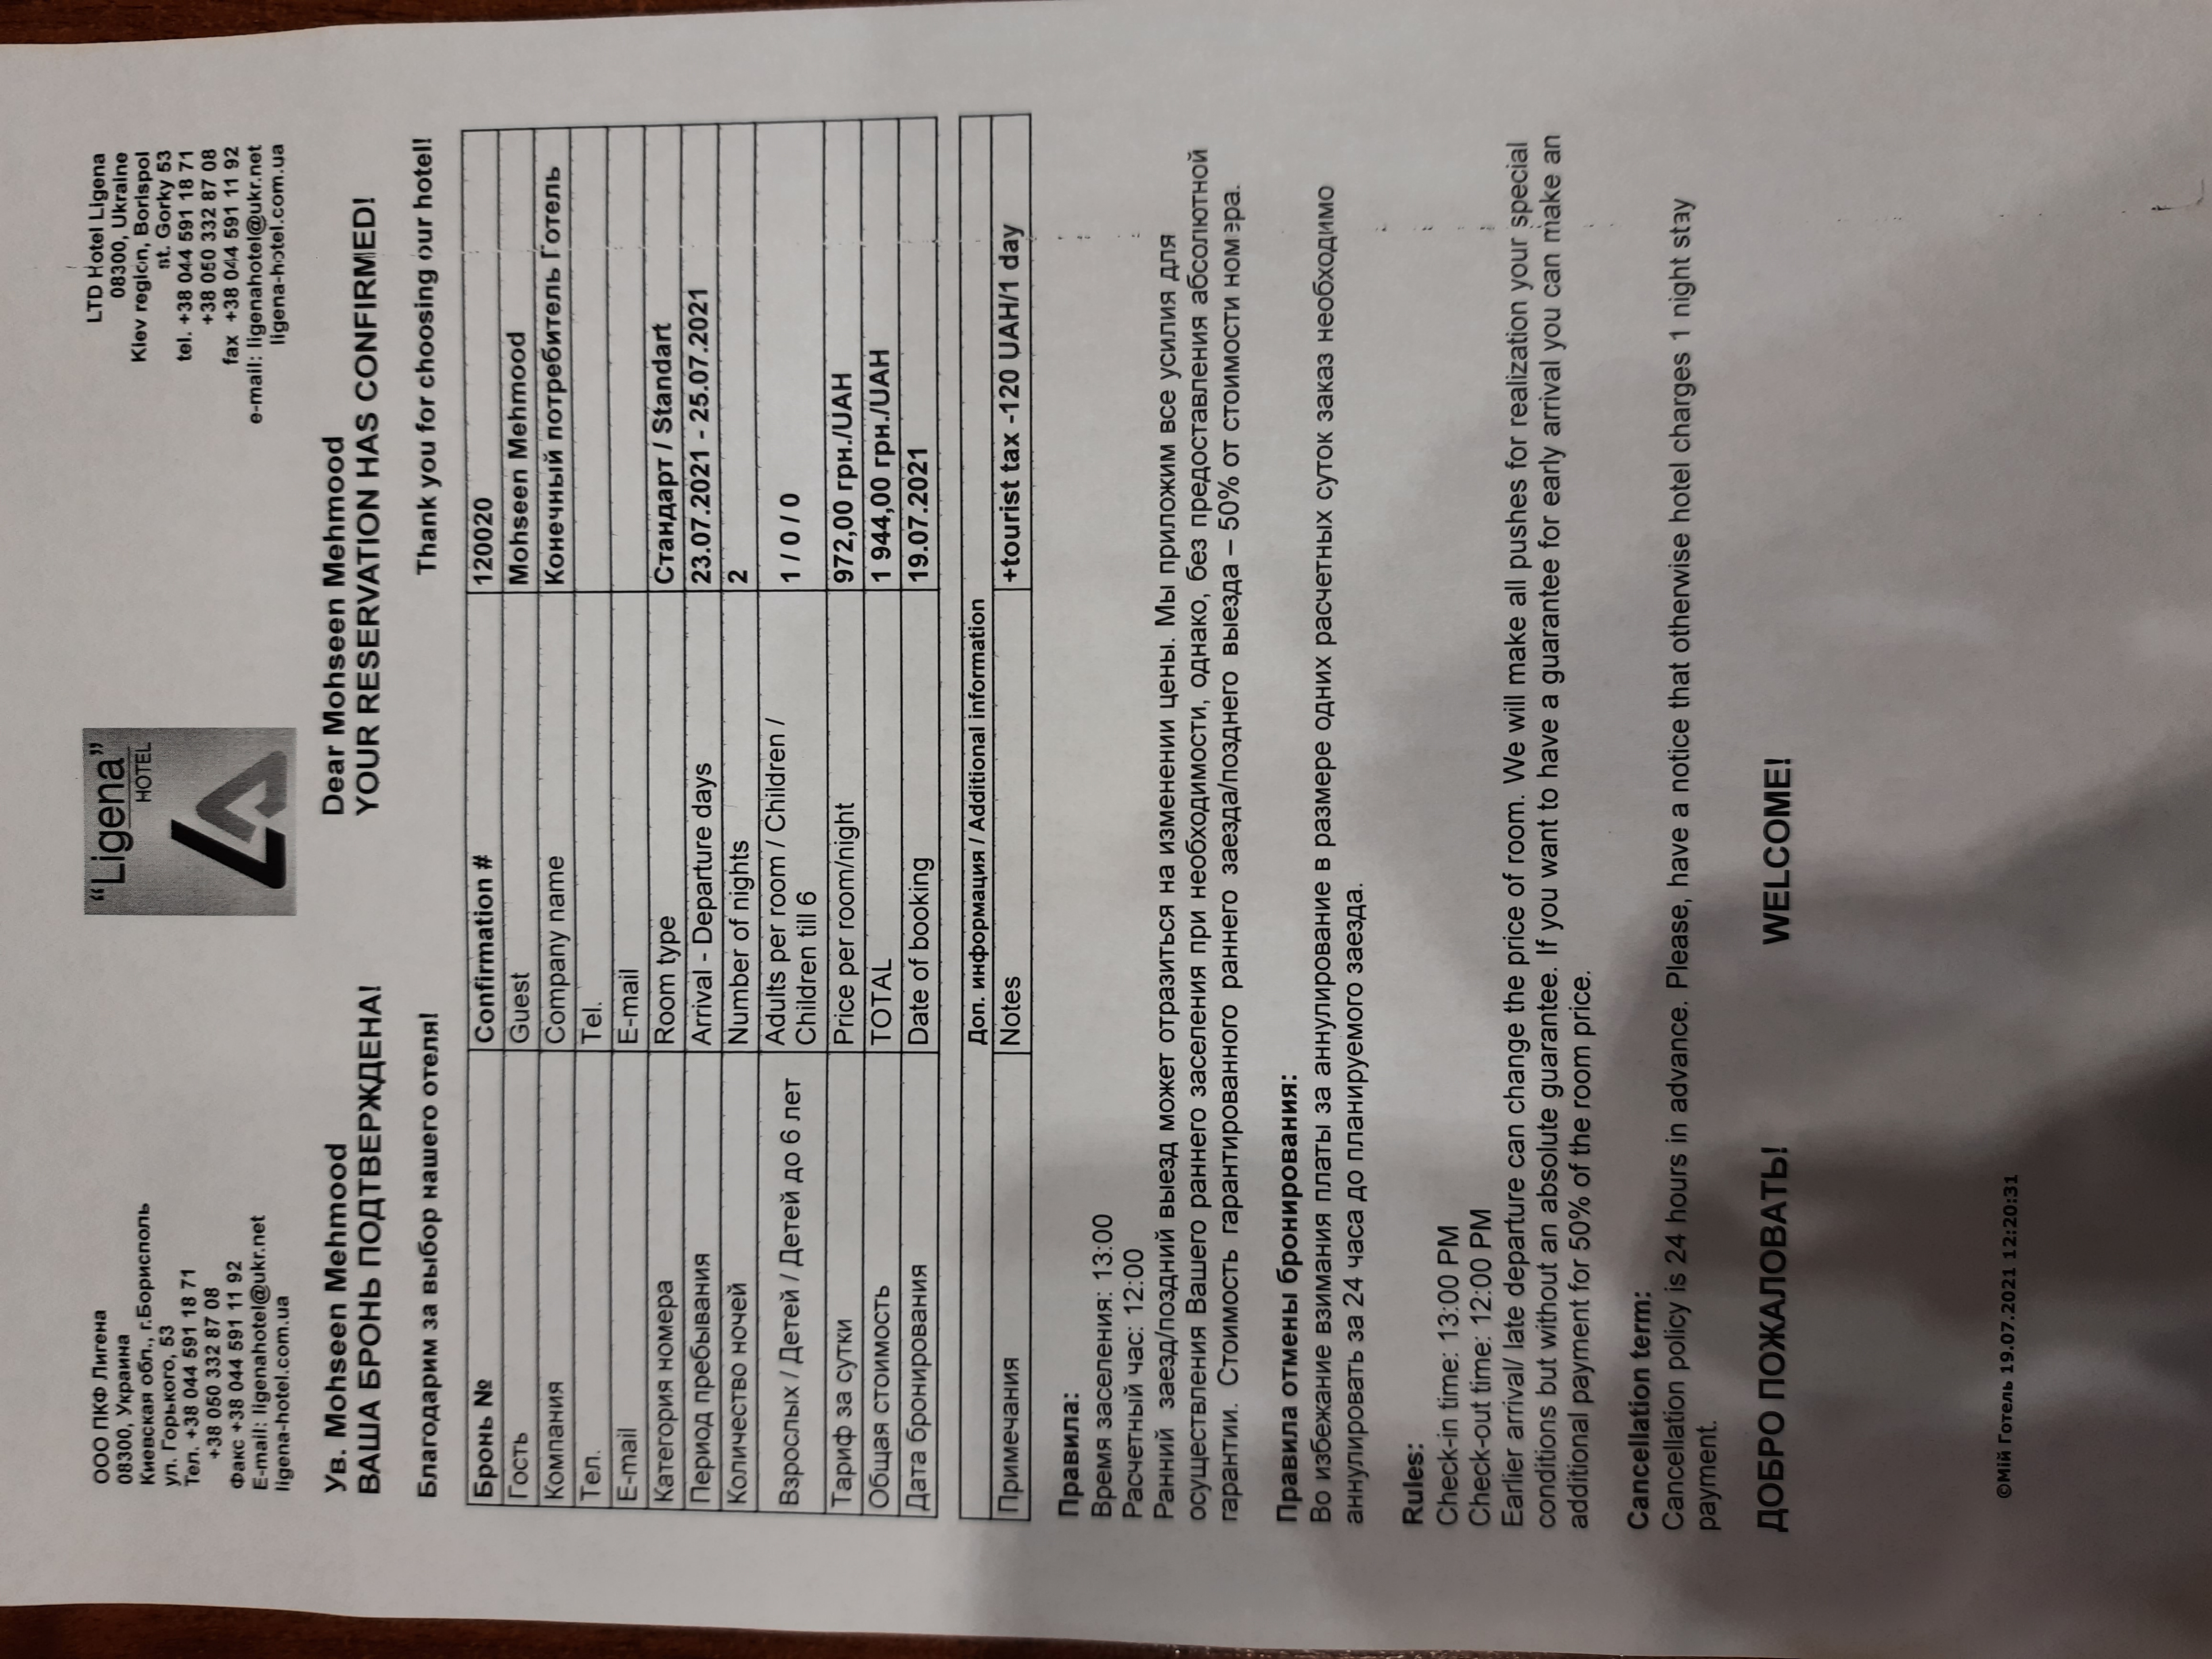 ООО ПКФ Лигена
08300, Украина
Киевская обл., г.Борисполь
ул. Горького, 53
Тел. +38 044 591 18 71
+38 050 332 87 08
Факс +38 044 591 11 92
E-mail: ligenahotel@ukr.net
ligena-hotel.com.ua
“Ligena”
HOTEL
LTD Hotel Ligena
08300, Ukraine
Kiev region, Borispol
st. Gorky 53
tel. +38 044 591 18 71
+38 050 332 87 08
fax +38 044 591 11 92
e-mail: ligenahotel@ukr.net
ligena-hotel.com.ua
Ув. Mohseen Mehmood
ВАША БРОНЬ ПОДТВЕРЖДЕНА!
Dear Mohseen Mehmood
YOUR RESERVATION HAS CONFIRMED!
Благодарим за выбор нашего отеля!
Thank you for choosing our hotel!
Бронь № Confirmation # 120020
Гость Guest Mohseen Mehmood
Компания Company name Конечный потребитель Готель
Тел. Tel.
E-mail E-mail
Категория номера Room type Стандарт / Standart
Период пребывания Arrival - Departure days 23.07.2021 - 25.07.2021
Количество ночей Number of nights 2
Взрослых / Детей / Детей до 6 лет Adults per room / Children /
Children till 6 1 / 0 / 0
Тариф за сутки Price per room/night 972,00 грн./UAH
Общая стоимость TOTAL 1 944,00 грн./UAH
Дата бронирования Date of booking 19.07.2021
Доп. информация / Additional information
Примечания Notes +tourist tax -120 UAH/1 day
Правила:
Время заселения: 13:00
Расчетный час: 12:00
Ранний заезд/поздний выезд может отразиться на изменении цены. Мы приложим все усилия для
осуществления Вашего раннего заселения при необходимости, однако, без предоставления абсолютной
гарантии. Стоимость гарантированного раннего заезда/позднего выезда – 50% от стоимости номера.
Правила отмены бронирования:
Во избежание взимания платы за аннулирование в размере одних расчетных суток заказ необходимо
аннулировать за 24 часа до планируемого заезда.
Rules:
Check-in time: 13:00 PM
Check-out time: 12:00 PM
Earlier arrival/ late departure can change the price of room. We will make all pushes for realization your special
conditions but without an absolute guarantee. If you want to have a guarantee for early arrival you can make an
additional payment for 50% of the room price.
Cancellation term:
Cancellation policy is 24 hours in advance. Please, have a notice that otherwise hotel charges 1 night stay
payment.
ДОБРО ПОЖАЛОВАТЬ! WELCOME!
©Мій Готель 19.07.2021 12:20:31